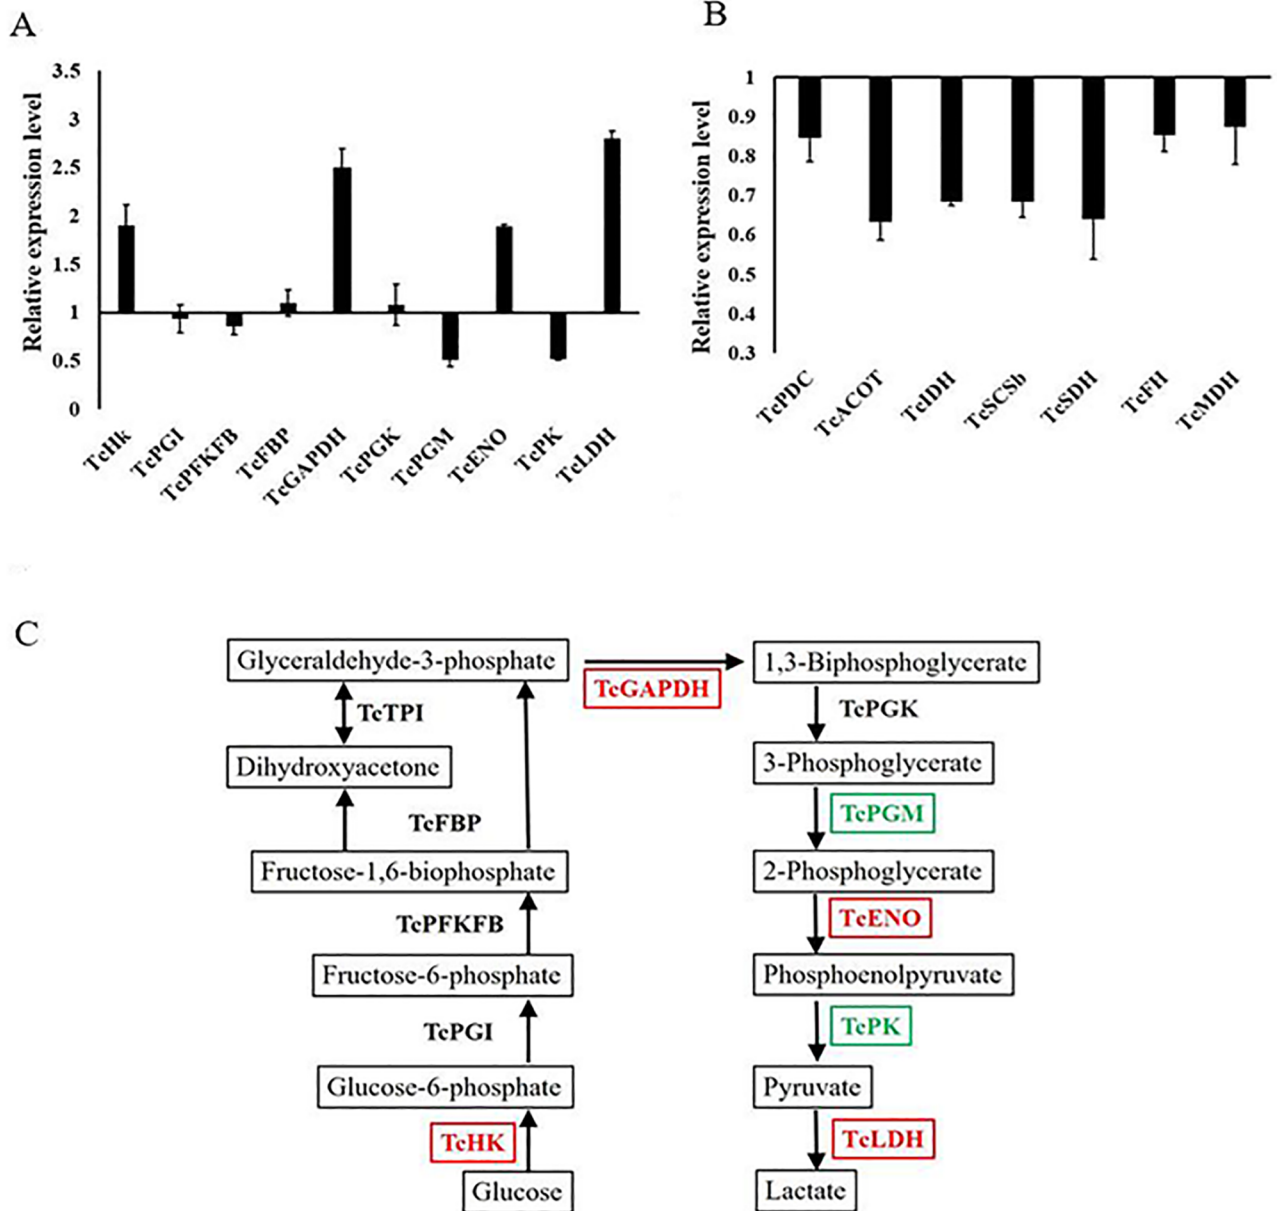 A
Relative expression level
3.5
3
2.5
2
1.5
1
0.5
0
TcHk
TcPGI
TcPFKFB
TcFBP
TcGAPDH
TcPGK
TcPGM
TcENO
TcPK
TcLDH
B
Relative expression level
1
0.9
0.8
0.7
0.6
0.5
0.4
0.3
TcPDC
TcACOT
TcIDH
TcSCSb
TcSDH
TcFH
TcMDH
C
Glyceraldehyde-3-phosphate
TcGAPDH
1,3-Biphosphoglycerate
TcTPI
TcPGK
Dihydroxyacetone
3-Phosphoglycerate
TcFBP
TcPGM
Fructose-1,6-biophosphate
2-Phosphoglycerate
TcPFKFB
TcENO
Fructose-6-phosphate
Phosphoenolpyruvate
TcPGI
TcPK
Glucose-6-phosphate
Pyruvate
TcHK
TcLDH
Glucose
Lactate